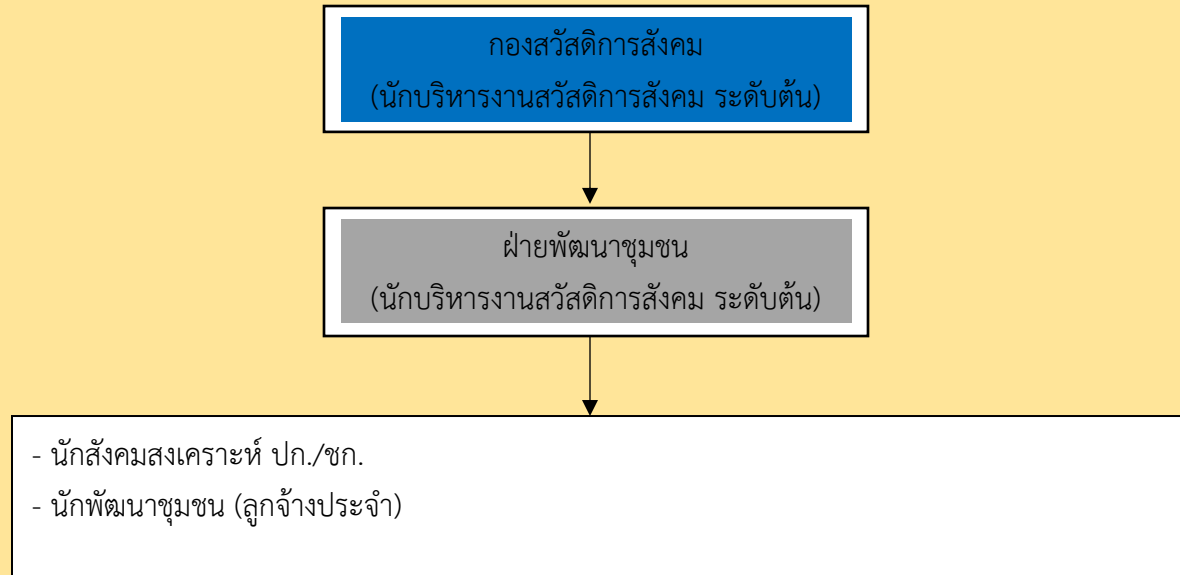 กองสวัสดิการสังคม
(นักบริหารงานสวัสดิการสังคม ระดับต้น)
ฝ่ายพัฒนาชุมชน
(นักบริหารงานสวัสดิการสังคม ระดับต้น)
- นักสังคมสงเคราะห์ ปก./ชก.
- นักพัฒนาชุมชน (ลูกจ้างประจำ)